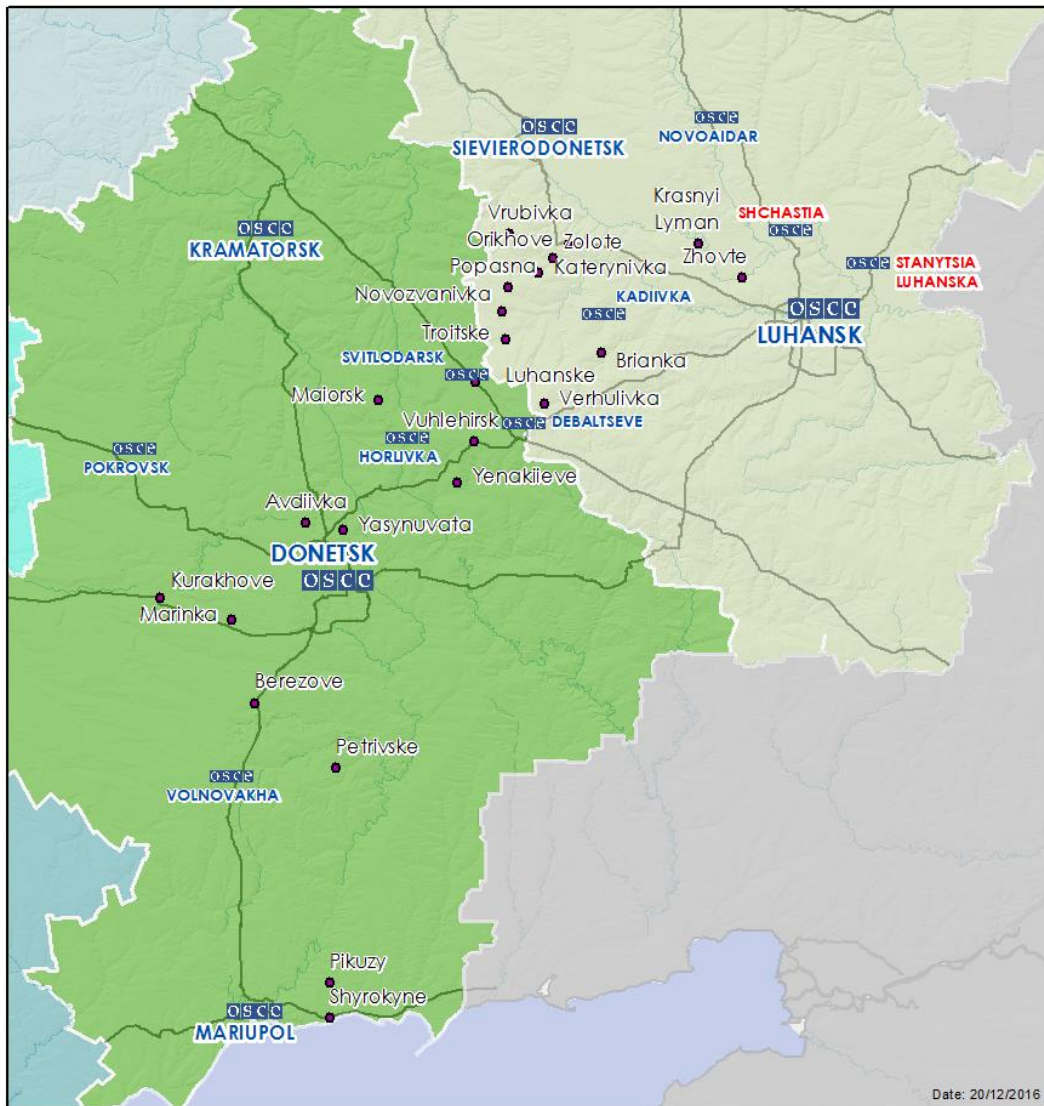 osce
SIEVIERODONETSK
osce
NOVOAIDAR
Krasnyi
Lyman
SHCHASTIA
osce
Vrubivka
Orikhove
Zolote
Zhovte
Popasna
Katerynivka
osce
STANYTSIA
LUHANSKA
osce
KRAMATORSK
Novozvanivka
KADIIVKA
osce
osce
LUHANSK
Troitske
SVITLODARSK
osce
Brianka
Luhanske
Maiorsk
Verhulivka
Vuhlehirsk
osce
DEBALTSEVE
osce
HORLIVKA
osce
POKROVSK
Yenakiieve
Avdiivka
Yasynuvata
DONETSK
osce
Kurakhove
Marinka
Berezove
Petrivske
osce
VOLNOVAKHA
Pikuzy
Shyrokyne
osce
MARIUPOL
Date: 20/12/2016